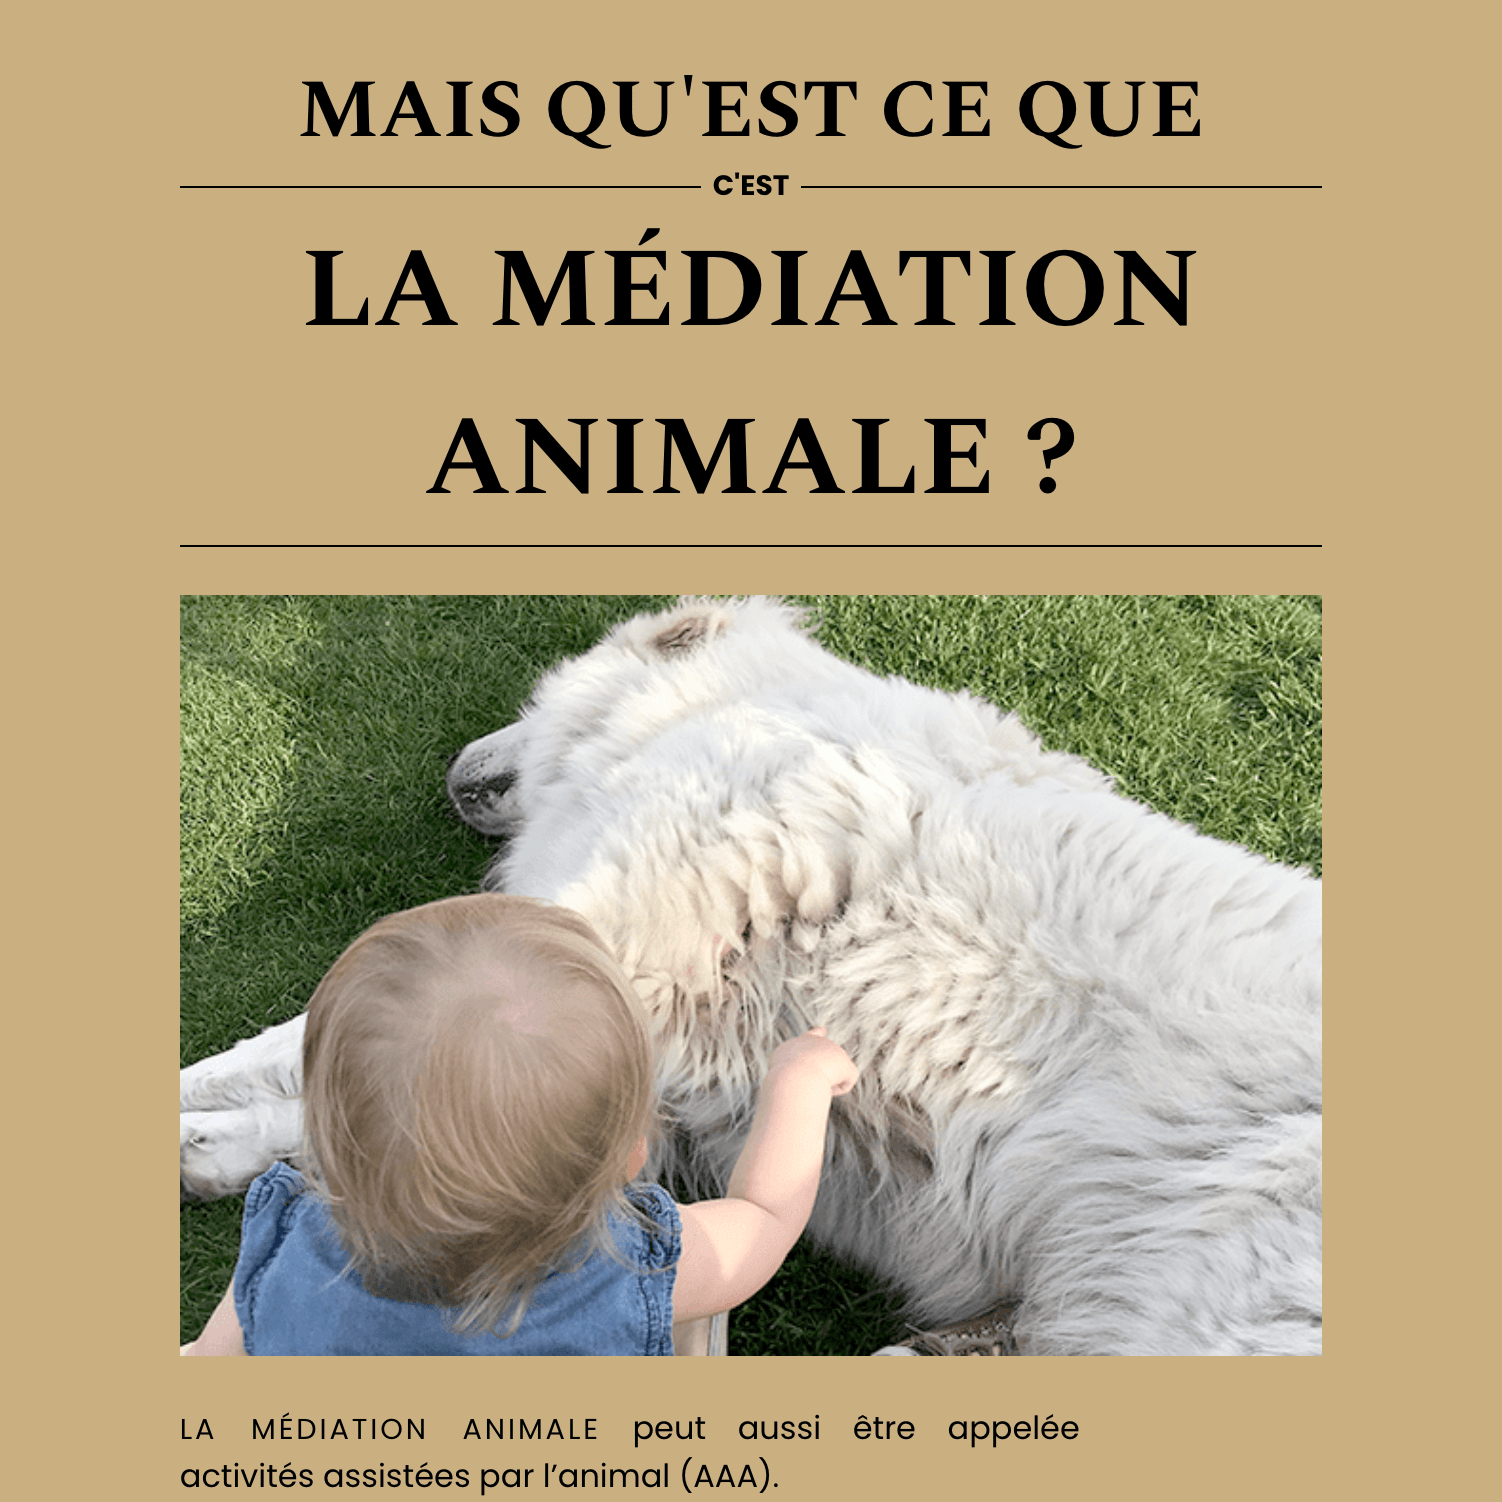 MAIS QU'EST CE QUE
C'EST
LA MÉDIATION
ANIMALE ?
LA MÉDIATION ANIMALE peut aussi être appelée
activités assistées par l’animal (AAA).